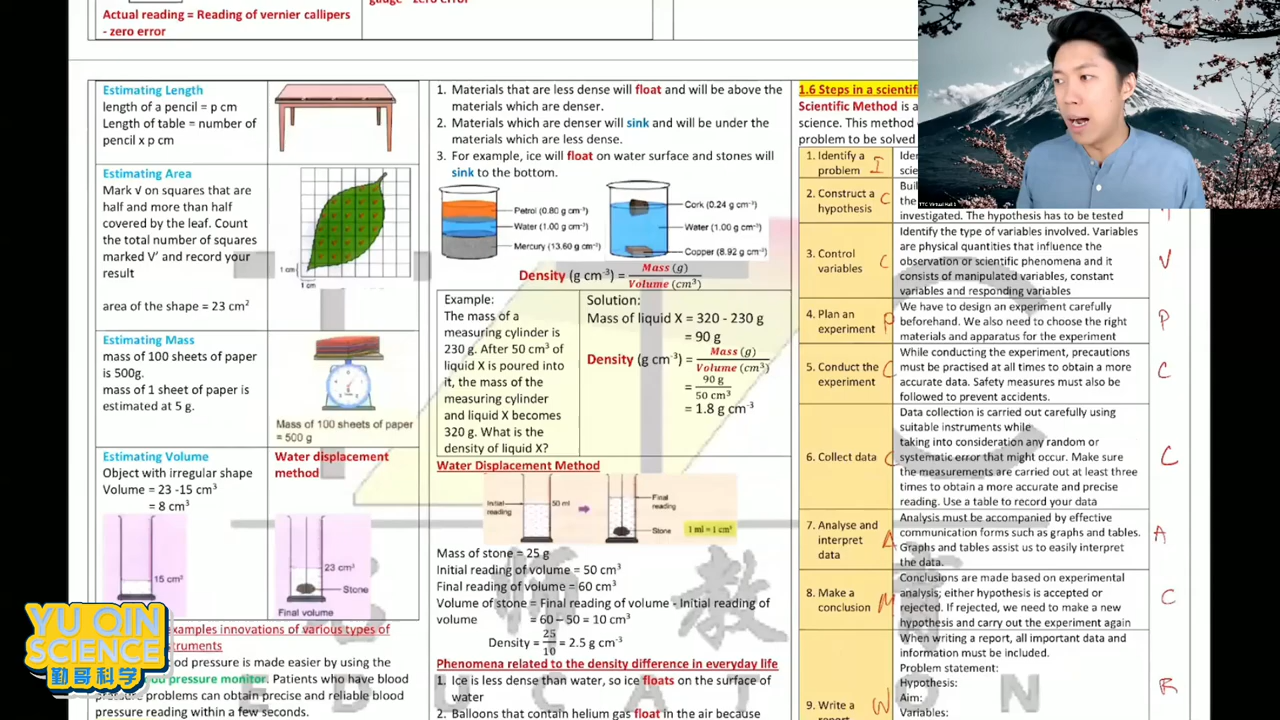 Actual reading = Reading of vernier callipers
- zero error
Estimating Length
length of a pencil = p cm
Length of table = number of
pencil x p cm
Estimating Area
Mark √ on squares that are
half and more than half
covered by the leaf. Count
the total number of squares
marked V’ and record your
result
area of the shape = 23 cm²
1 cm
1 cm
Estimating Mass
mass of 100 sheets of paper
is 500g.
mass of 1 sheet of paper is
estimated at 5 g.
Mass of 100 sheets of paper
= 500 g
Estimating Volume
Object with irregular shape
Volume = 23 -15 cm³
= 8 cm³
Water displacement
method
15 cm³
23 cm³
Stone
Final volume
examples innovations of various types of
od pressure is made easier by using the
pressure monitor. Patients who have blood
pressure problems can obtain precise and reliable blood
pressure reading within a few seconds.
YU QIN
SCIENCE
勤哥科学
1. Materials that are less dense will float and will be above the
materials which are denser.
2. Materials which are denser will sink and will be under the
materials which are less dense.
3. For example, ice will float on water surface and stones will
sink to the bottom.
Petrol (0.80 g cm⁻³)
Water (1.00 g cm⁻³)
Mercury (13.60 g cm⁻³)
Cork (0.24 g cm⁻³)
Water (1.00 g cm⁻³)
Copper (8.92 g cm⁻³)
Density (g cm⁻³) = Mass (g)
Volume (cm³)
Example:
The mass of a
measuring cylinder is
230 g. After 50 cm³ of
liquid X is poured into
it, the mass of the
measuring cylinder
and liquid X becomes
320 g. What is the
density of liquid X?
Solution:
Mass of liquid X = 320 - 230 g
= 90 g
Density (g cm⁻³) = Mass (g)
Volume (cm³)
= 90 g
50 cm³
= 1.8 g cm⁻³
Water Displacement Method
Initial
reading
50 ml
Final
reading
Stone
1 ml = 1 cm³
Mass of stone = 25 g
Initial reading of volume = 50 cm³
Final reading of volume = 60 cm³
Volume of stone = Final reading of volume - Initial reading of
volume = 60 – 50 = 10 cm³
Density = 25
10 = 2.5 g cm⁻³
Phenomena related to the density difference in everyday life
1. Ice is less dense than water, so ice floats on the surface of
water
2. Balloons that contain helium gas float in the air because
1.6 Steps in a scientif
Scientific Method is a
science. This method
problem to be solved
1. Identify a
problem
I
2. Construct a
hypothesis
C
investigated. The hypothesis has to be tested
3. Control
variables
C
Identify the type of variables involved. Variables
are physical quantities that influence the
observation or scientific phenomena and it
consists of manipulated variables, constant
variables and responding variables
V
4. Plan an
experiment
P
We have to design an experiment carefully
beforehand. We also need to choose the right
materials and apparatus for the experiment
P
5. Conduct the
experiment
C
While conducting the experiment, precautions
must be practised at all times to obtain a more
accurate data. Safety measures must also be
followed to prevent accidents.
C
6. Collect data
C
Data collection is carried out carefully using
suitable instruments while
taking into consideration any random or
systematic error that might occur. Make sure
the measurements are carried out at least three
times to obtain a more accurate and precise
reading. Use a table to record your data
C
7. Analyse and
interpret
data
A
Analysis must be accompanied by effective
communication forms such as graphs and tables.
Graphs and tables assist us to easily interpret
the data.
A
8. Make a
conclusion
M
Conclusions are made based on experimental
analysis; either hypothesis is accepted or
rejected. If rejected, we need to make a new
hypothesis and carry out the experiment again
C
9. Write a
W
When writing a report, all important data and
information must be included.
Problem statement:
Hypothesis:
Aim:
Variables:
R